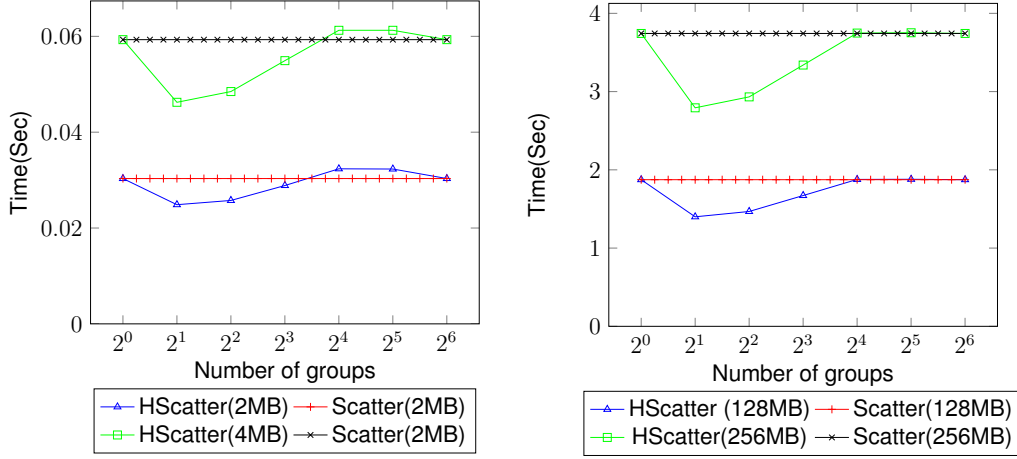 0.06
0.04
0.02
0
Time(Sec)
2^0 2^1 2^2 2^3 2^4 2^5 2^6
Number of groups
HScatter(2MB) Scatter(2MB)
HScatter(4MB) Scatter(2MB)
4
3
2
1
0
Time(Sec)
2^0 2^1 2^2 2^3 2^4 2^5 2^6
Number of groups
HScatter (128MB) Scatter(128MB)
HScatter(256MB) Scatter(256MB)